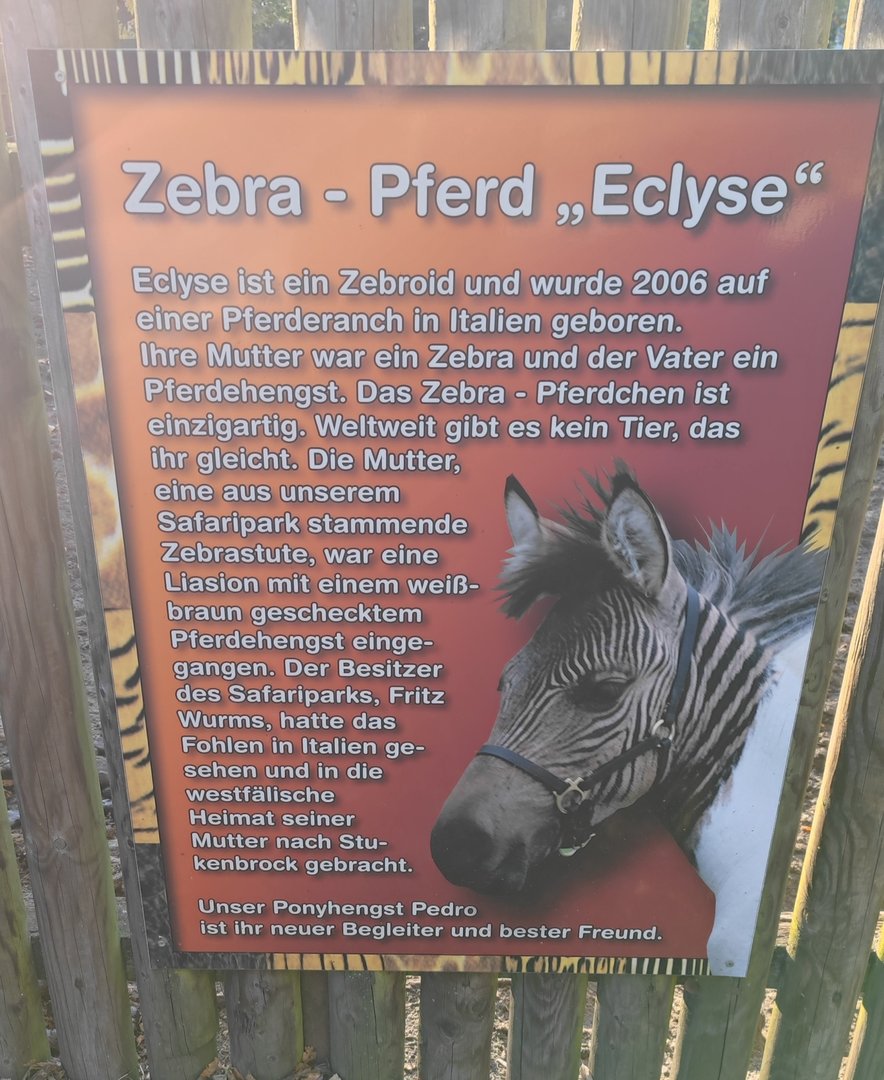 Zebra - Pferd „Eclyse“
Eclyse ist ein Zebroid und wurde 2006 auf
einer Pferderanch in Italien geboren.
Ihre Mutter war ein Zebra und der Vater ein
Pferdehengst. Das Zebra - Pferdchen ist
einzigartig. Weltweit gibt es kein Tier, das
ihr gleicht. Die Mutter,
eine aus unserem
Safaripark stammende
Zebrastute, war eine
Liasion mit einem weiß-
braun geschecktem
Pferdehengst einge-
gangen. Der Besitzer
des Safariparks, Fritz
Wurms, hatte das
Fohlen in Italien ge-
sehen und in die
westfälische
Heimat seiner
Mutter nach Stu-
kenbrock gebracht.
Unser Ponyhengst Pedro
ist ihr neuer Begleiter und bester Freund.